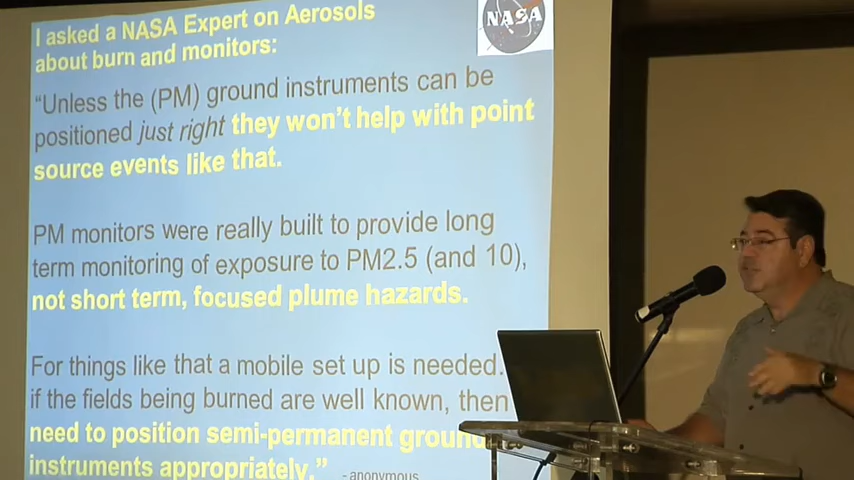 I asked a NASA Expert on Aerosols
about burn and monitors:
NASA
“Unless the (PM) ground instruments can be
positioned just right they won’t help with point
source events like that.
PM monitors were really built to provide long
term monitoring of exposure to PM2.5 (and 10),
not short term, focused plume hazards.
For things like that a mobile set up is needed.
if the fields being burned are well known, then
need to position semi-permanent ground
instruments appropriately.” - anonymous